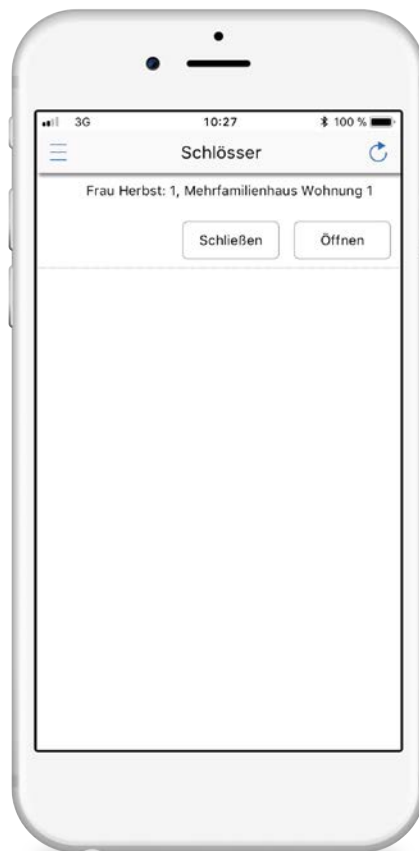 3G 10:27 100 %
Schlösser
Frau Herbst: 1, Mehrfamilienhaus Wohnung 1
Schließen Öffnen